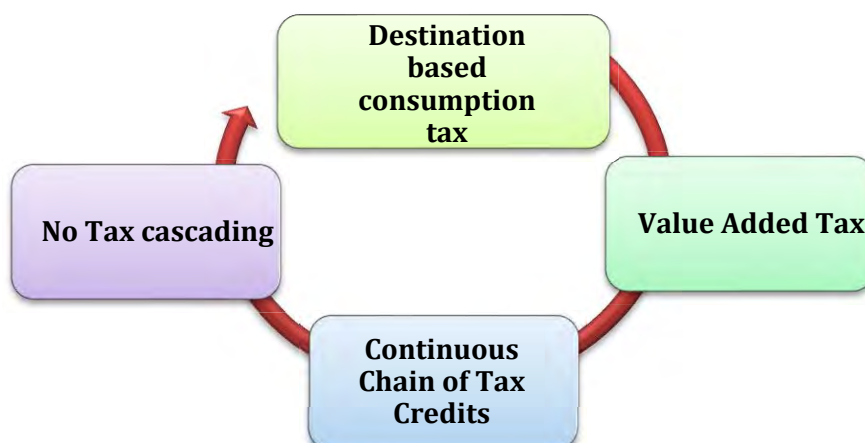 Destination
based
consumption
tax
Value Added Tax
Continuous
Chain of Tax
Credits
No Tax cascading